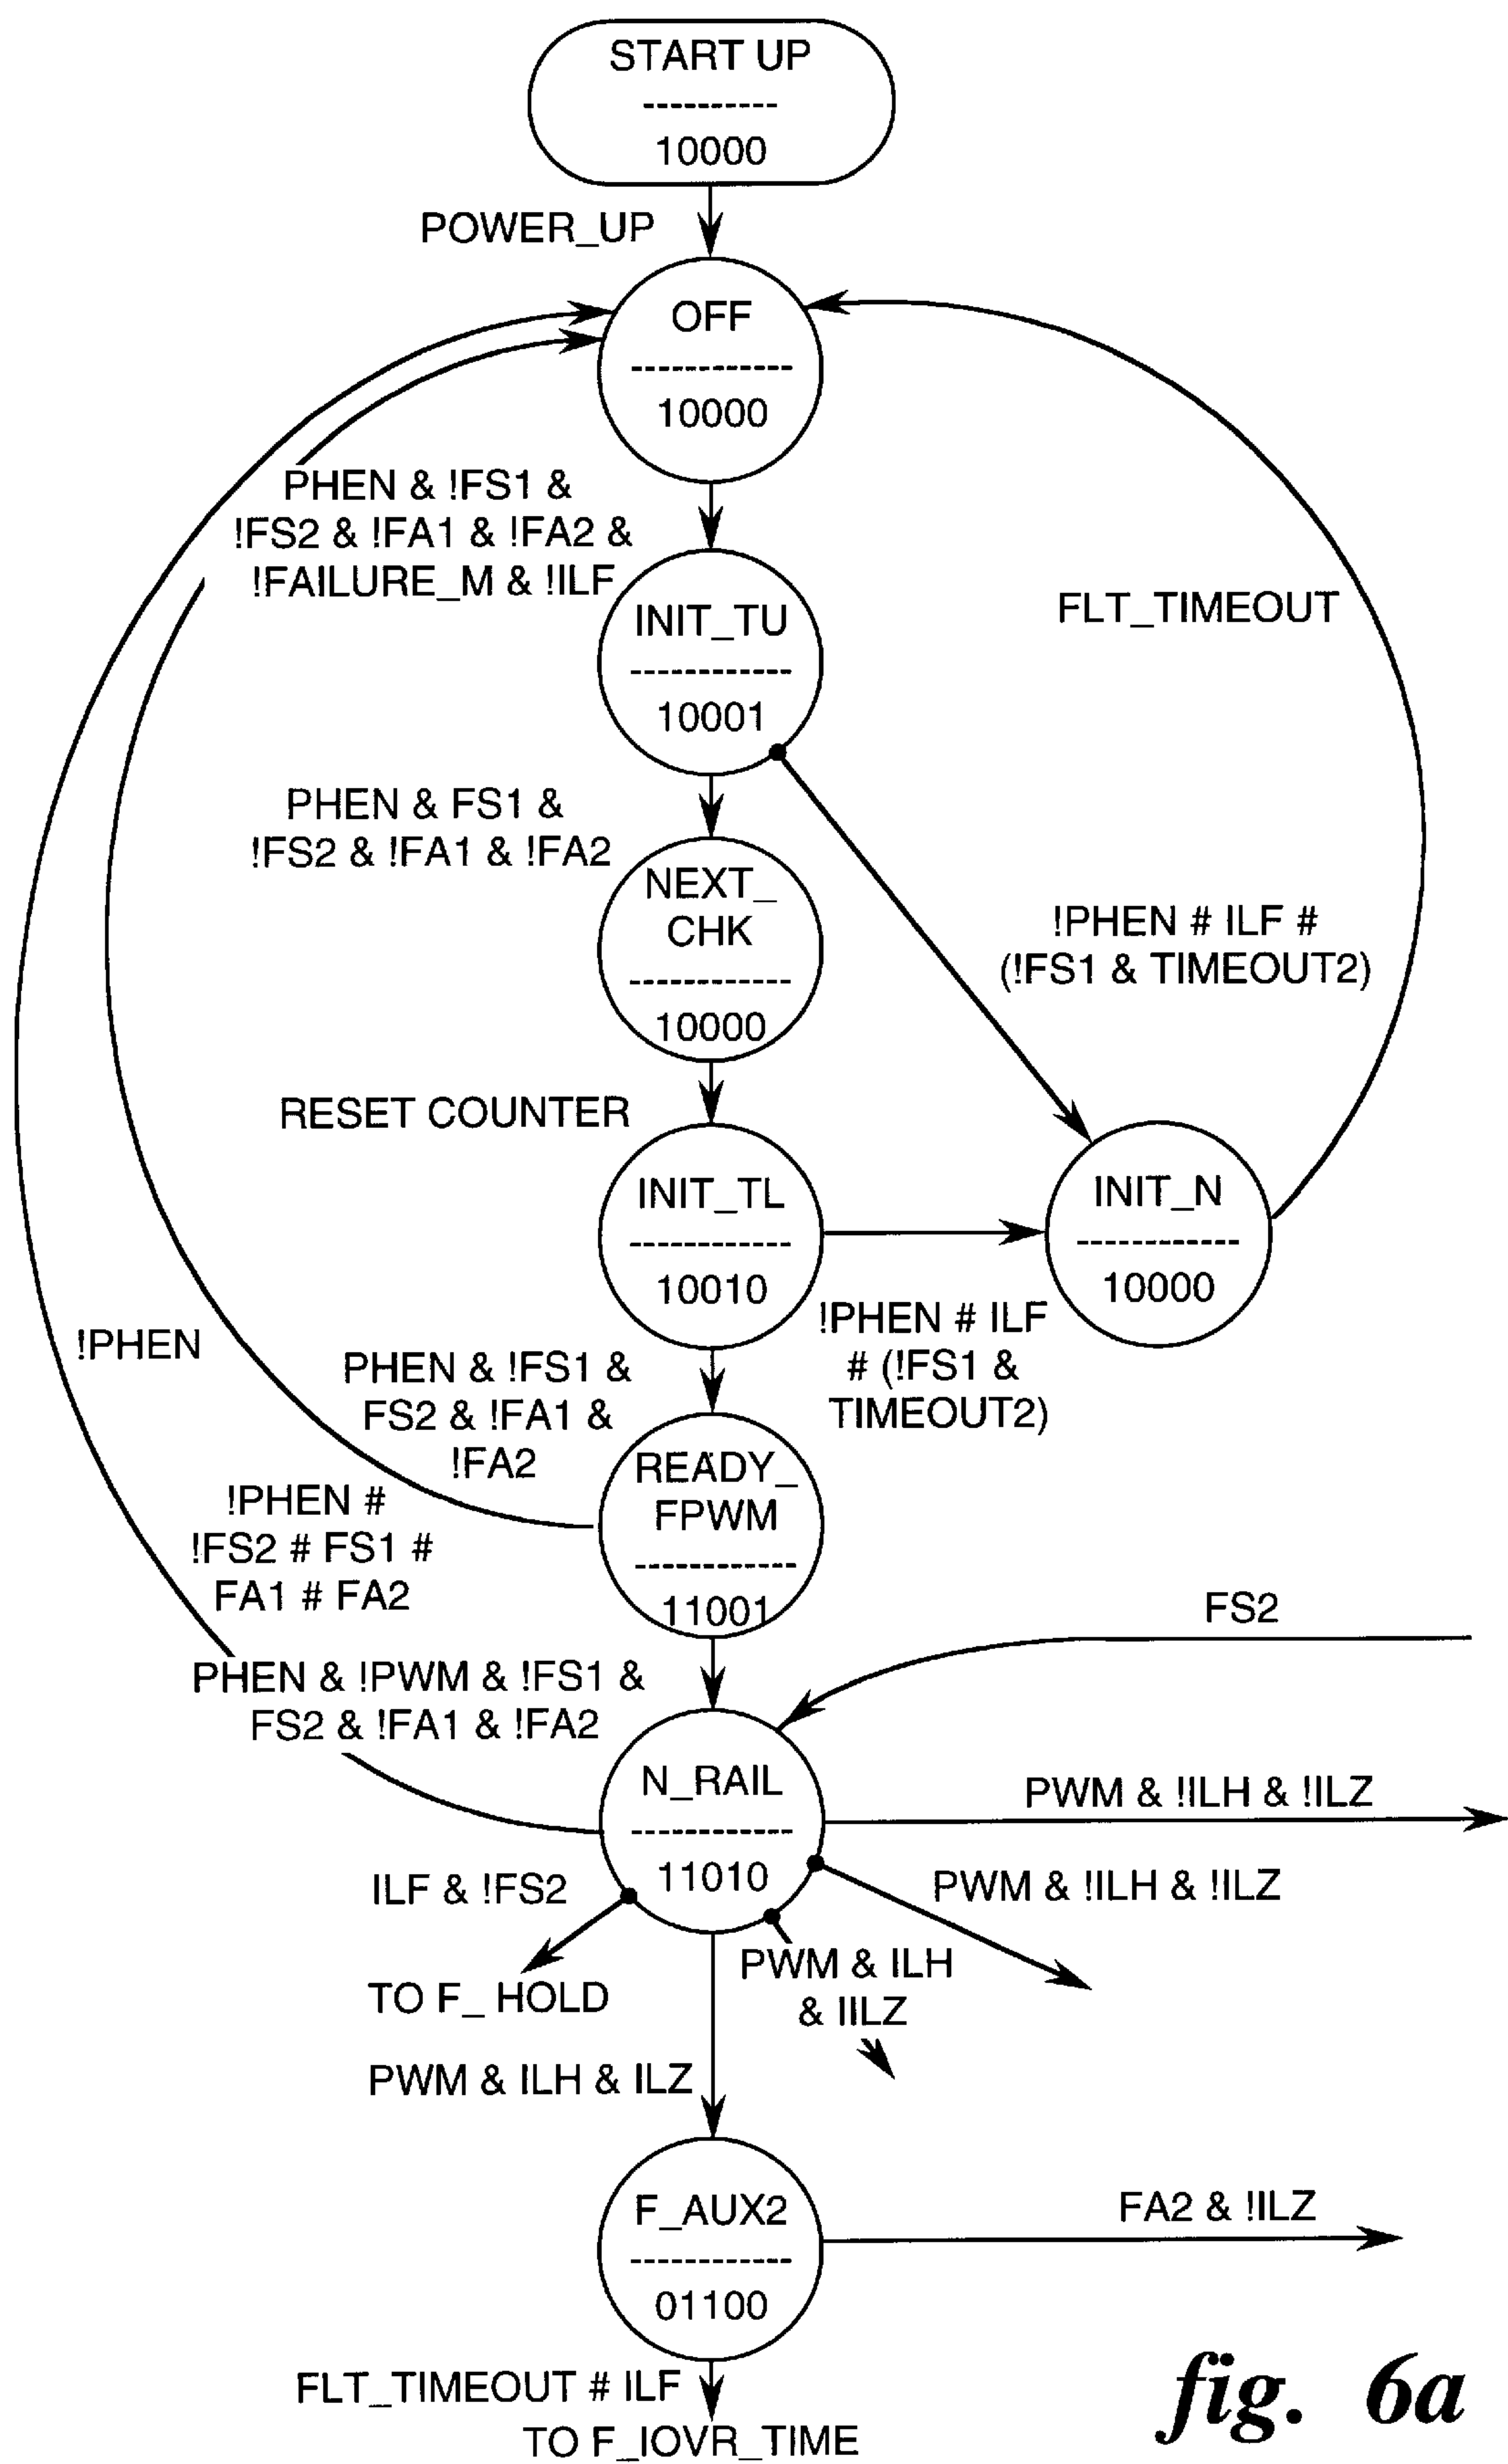 START UP
-----------
10000
POWER_UP
OFF
-------------
10000
PHEN & !FS1 &
!FS2 & !FA1 & !FA2 &
!FAILURE_M & !ILF
INIT_TU
-------------
10001
FLT_TIMEOUT
PHEN & FS1 &
!FS2 & !FA1 & !FA2
NEXT_
CHK
-------------
10000
!PHEN # ILF #
(!FS1 & TIMEOUT2)
RESET COUNTER
INIT_TL
-------------
10010
INIT_N
-------------
10000
!PHEN # ILF
# (!FS1 &
TIMEOUT2)
!PHEN
PHEN & !FS1 &
FS2 & !FA1 &
!FA2
READY_
FPWM
-------------
11001
!PHEN #
!FS2 # FS1 #
FA1 # FA2
FS2
PHEN & !PWM & !FS1 &
FS2 & !FA1 & !FA2
N_RAIL
-------------
11010
PWM & !ILH & !ILZ
PWM & !ILH & !ILZ
ILF & !FS2
TO F_ HOLD
PWM & ILH
& IILZ
PWM & ILH & ILZ
F_AUX2
-------------
01100
FA2 & !ILZ
FLT_TIMEOUT # ILF
TO F_IOVR_TIME
fig. 6a